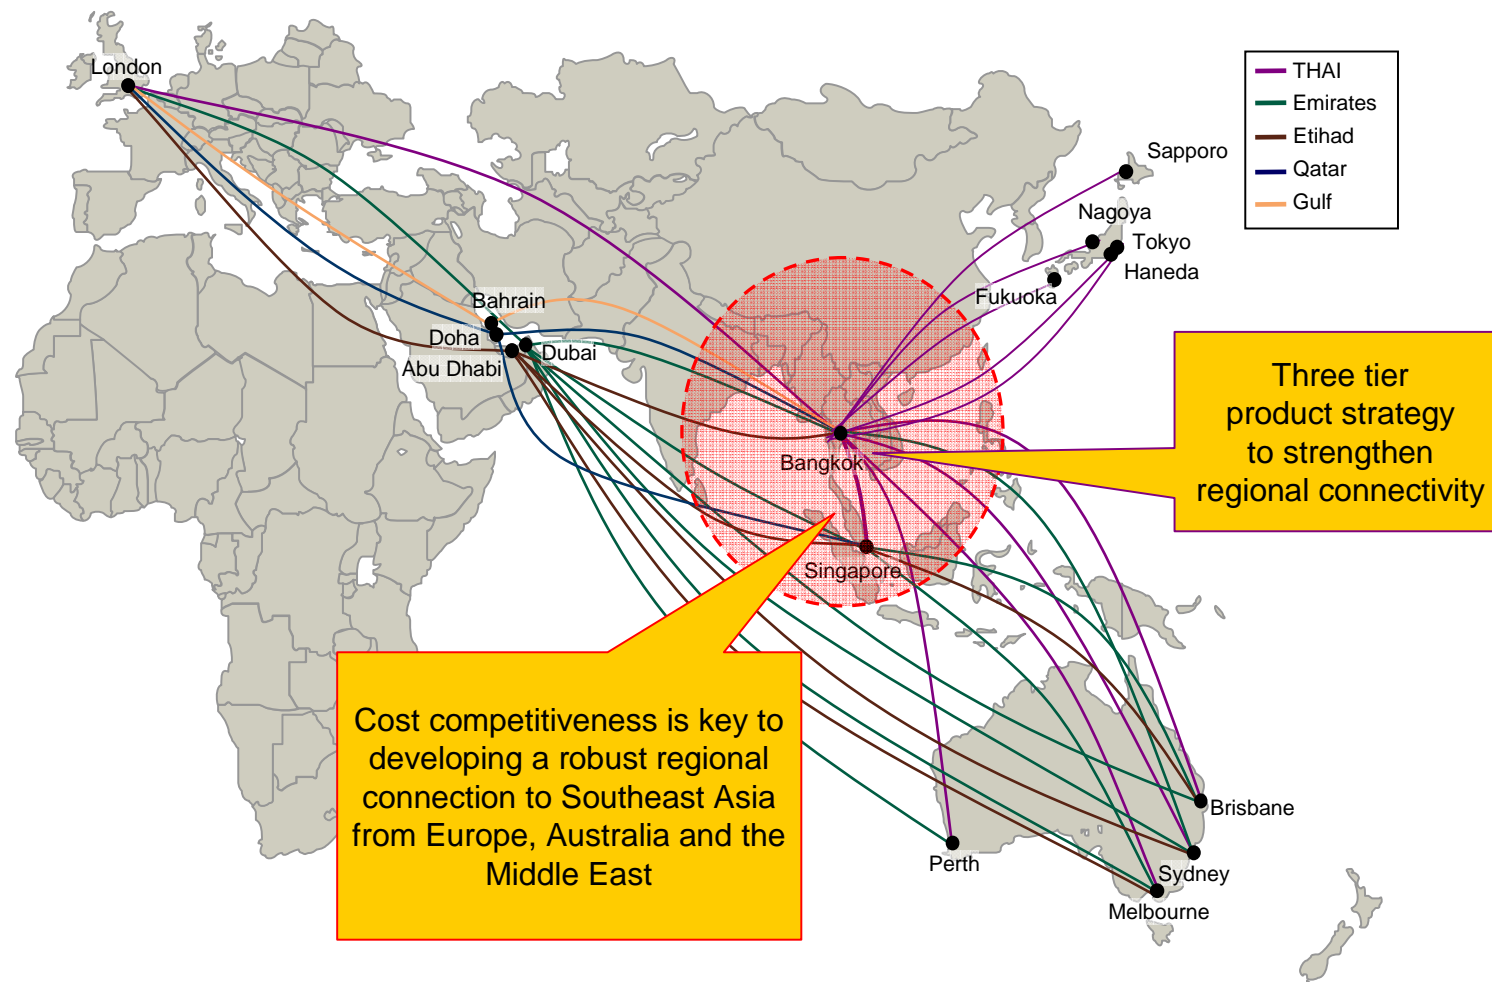 London
THAI
Emirates
Etihad
Qatar
Gulf
Sapporo
Nagoya
Tokyo
Haneda
Fukuoka
Bahrain
Doha
Dubai
Abu Dhabi
Bangkok
Singapore
Three tier
product strategy
to strengthen
regional connectivity
Cost competitiveness is key to
developing a robust regional
connection to Southeast Asia
from Europe, Australia and the
Middle East
Brisbane
Perth
Sydney
Melbourne